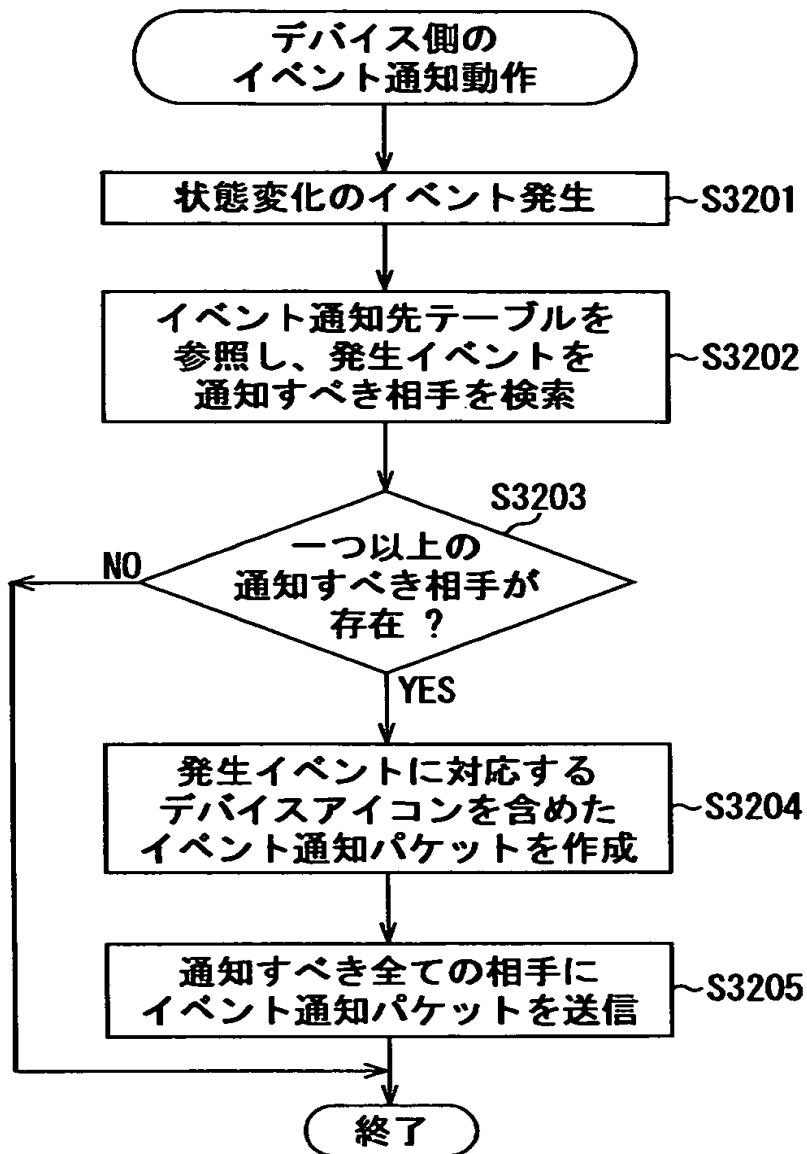 デバイス側の
イベント通知動作
状態変化のイベント発生
~S3201
イベント通知先テーブルを
参照し、発生イベントを
通知すべき相手を検索
~S3202
S3203
一つ以上の
通知すべき相手が
存在 ?
NO
YES
発生イベントに対応する
デバイスアイコンを含めた
イベント通知パケットを作成
~S3204
通知すべき全ての相手に
イベント通知パケットを送信
~S3205
終了